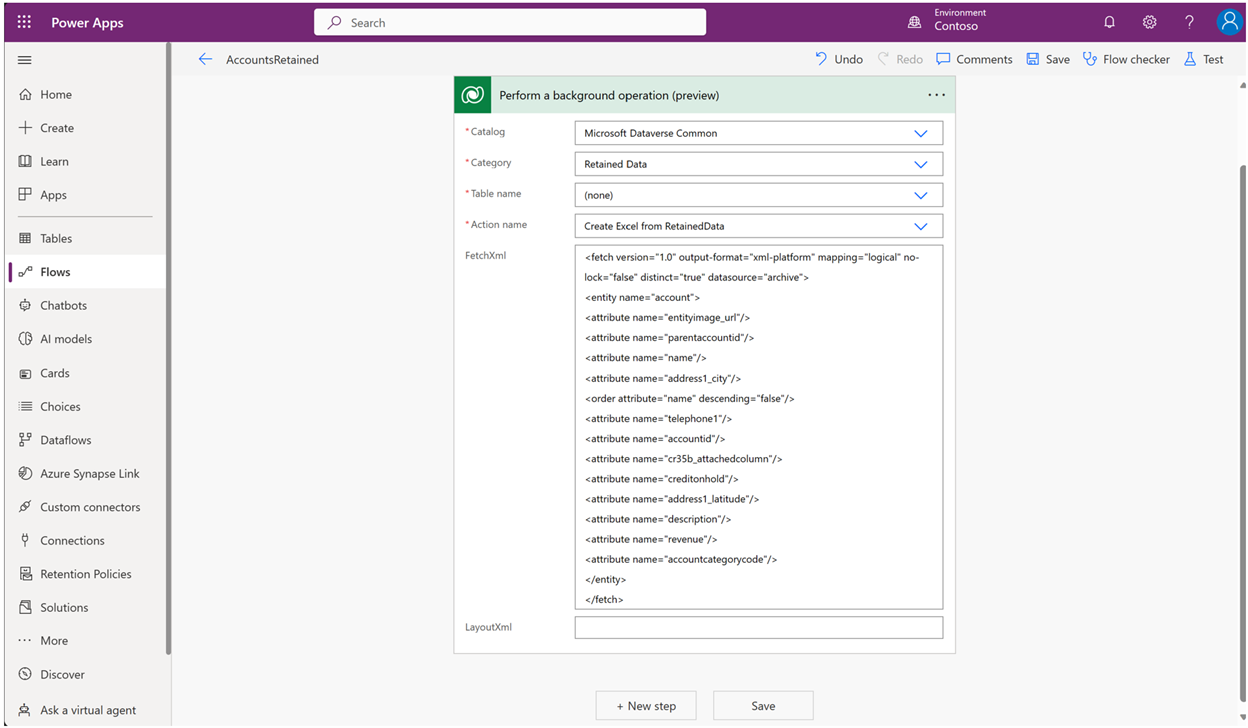 Power Apps
Search
Environment
Contoso
AccountsRetained
Undo
Redo
Comments
Save
Flow checker
Test
Home
Create
Learn
Apps
Tables
Flows
Chatbots
AI models
Cards
Choices
Dataflows
Azure Synapse Link
Custom connectors
Connections
Retention Policies
Solutions
More
Discover
Ask a virtual agent
Perform a background operation (preview)
*Catalog
Microsoft Dataverse Common
*Category
Retained Data
*Table name
(none)
*Action name
Create Excel from RetainedData
FetchXml
<fetch version="1.0" output-format="xml-platform" mapping="logical" no-
lock="false" distinct="true" datasource="archive">
<entity name="account">
<attribute name="entityimage_url"/>
<attribute name="parentaccountid"/>
<attribute name="name"/>
<attribute name="address1_city"/>
<order attribute="name" descending="false"/>
<attribute name="telephone1"/>
<attribute name="accountid"/>
<attribute name="cr35b_attachedcolumn"/>
<attribute name="creditonhold"/>
<attribute name="address1_latitude"/>
<attribute name="description"/>
<attribute name="revenue"/>
<attribute name="accountcategorycode"/>
</entity>
</fetch>
LayoutXml
+ New step
Save